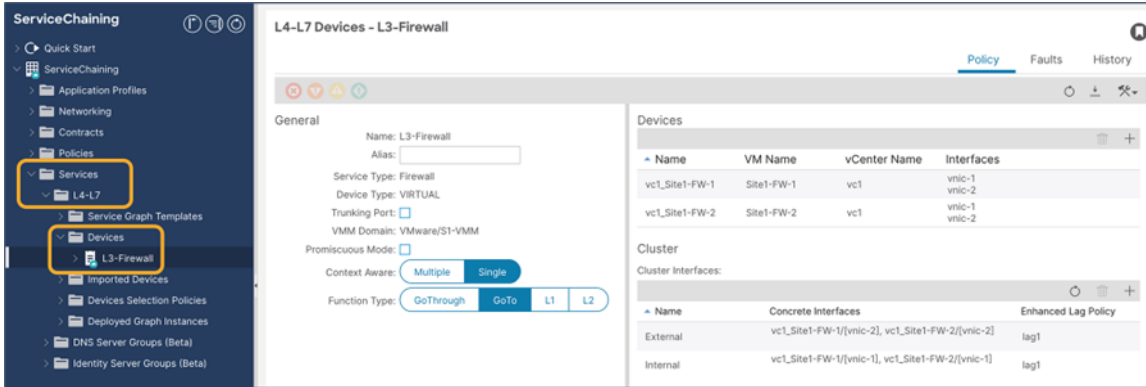 ServiceChaining
Quick Start
ServiceChaining
Application Profiles
Networking
Contracts
Policies
Services
L4-L7
Service Graph Templates
Devices
L3-Firewall
Imported Devices
Devices Selection Policies
Deployed Graph Instances
DNS Server Groups (Beta)
Identity Server Groups (Beta)
L4-L7 Devices - L3-Firewall
Policy Faults History
General
Name: L3-Firewall
Alias:
Service Type: Firewall
Device Type: VIRTUAL
Trunking Port:
VMM Domain: VMware/S1-VMM
Promiscuous Mode:
Context Aware: Multiple Single
Function Type: GoThrough GoTo L1 L2
Devices
Name VM Name vCenter Name Interfaces
vc1_Site1-FW-1 Site1-FW-1 vc1 vnic-1
vnic-2
vc1_Site1-FW-2 Site1-FW-2 vc1 vnic-1
vnic-2
Cluster
Cluster Interfaces:
Name Concrete Interfaces Enhanced Lag Policy
External vc1_Site1-FW-1/[vnic-2], vc1_Site1-FW-2/[vnic-2] lag1
Internal vc1_Site1-FW-1/[vnic-1], vc1_Site1-FW-2/[vnic-1] lag1